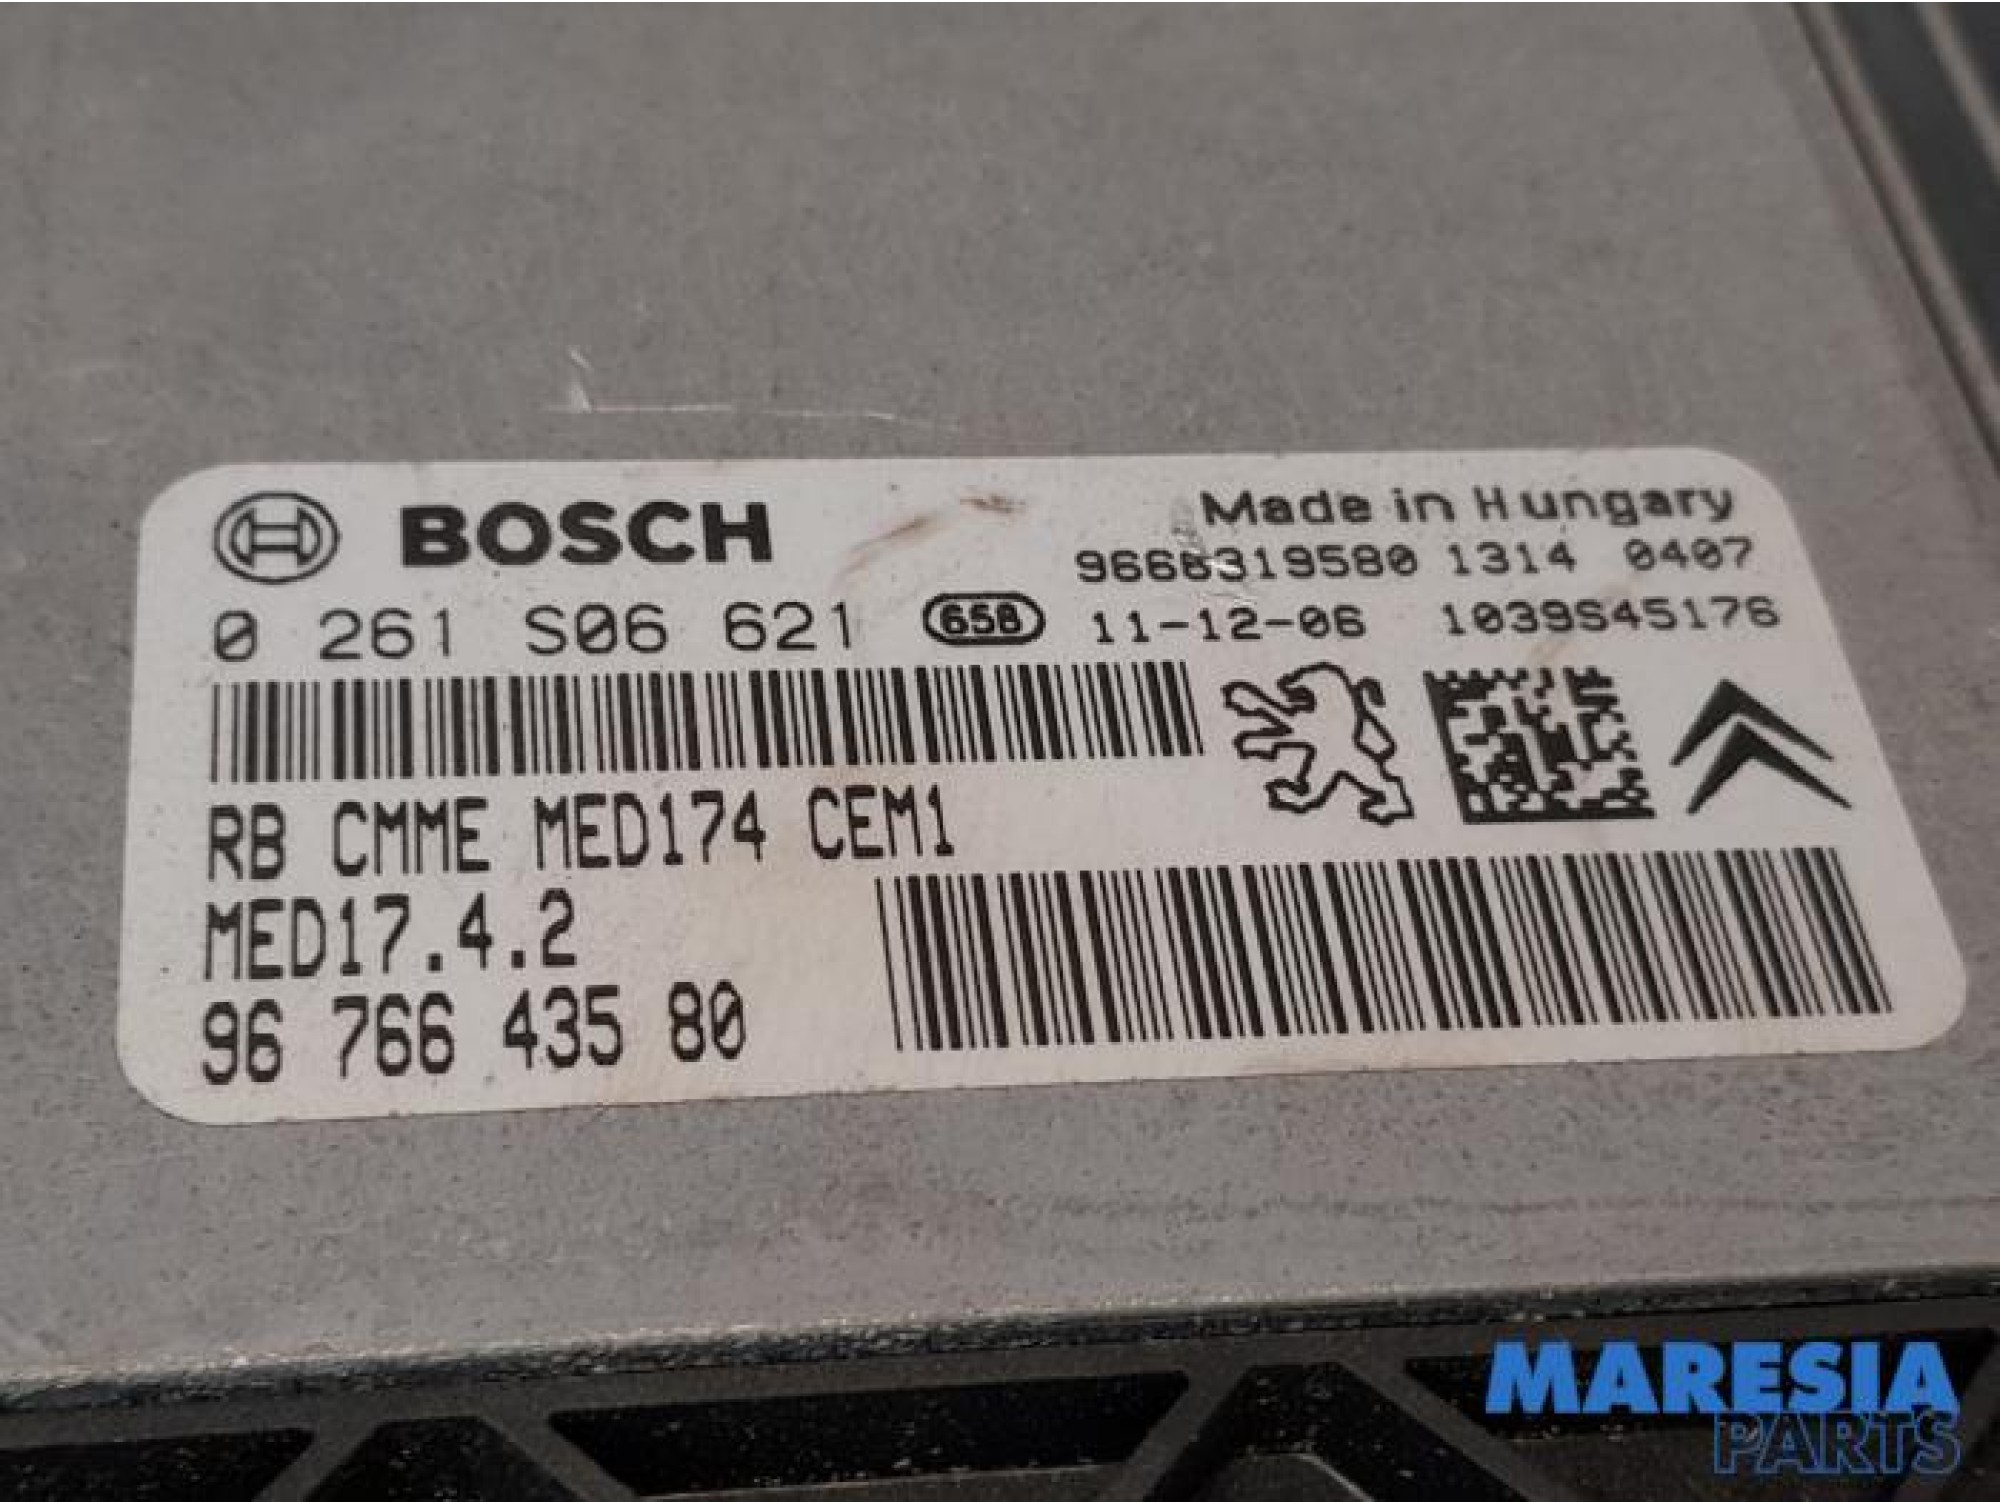 BOSCH
Made in Hungary
9666319580 1314 0407
0 261 S06 621 658 11-12-06 1039S45176
RB CMME MED174 CEM1
MED17.4.2
96 766 435 80
MARESIA
PARTS